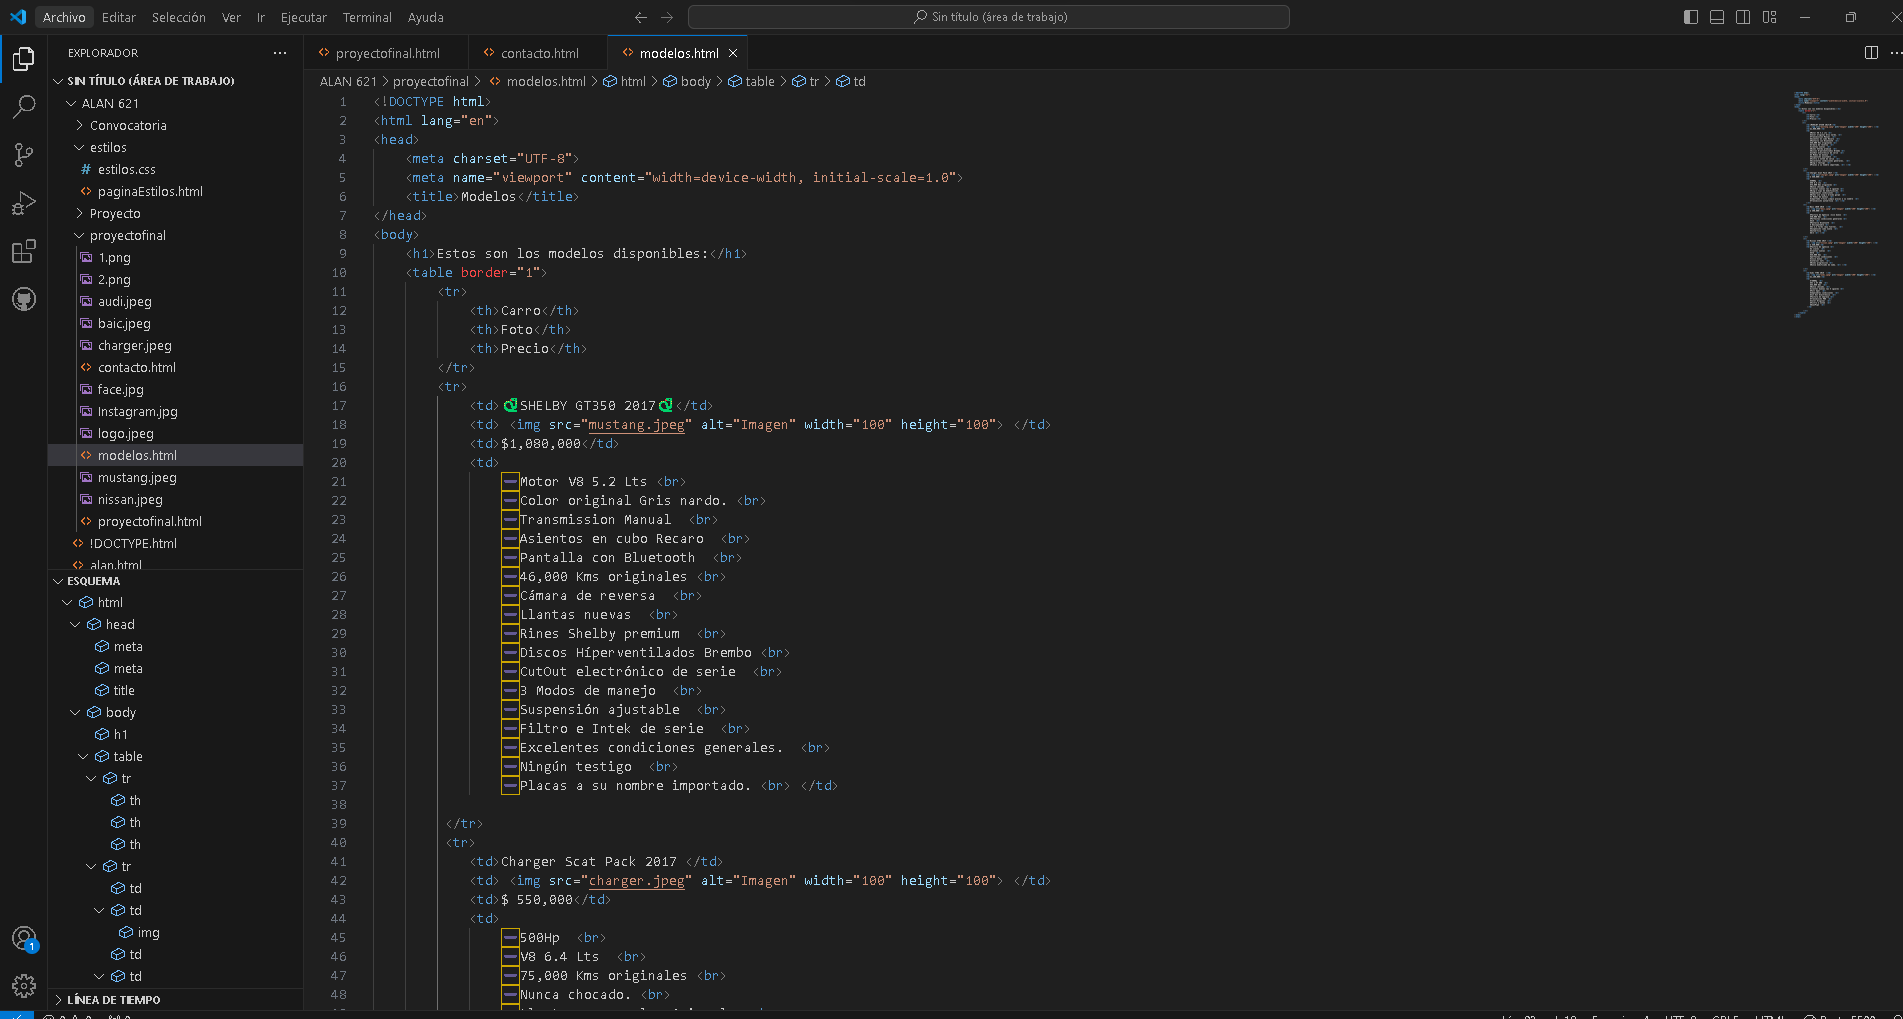 Archivo Editar Selección Ver Ir Ejecutar Terminal Ayuda
Sin título (área de trabajo)
EXPLORADOR
SIN TÍTULO (ÁREA DE TRABAJO)
ALAN 621
Convocatoria
estilos
# estilos.css
<> paginaEstilos.html
Proyecto
proyectofinal
1.png
2.png
audi.jpeg
baic.jpeg
charger.jpeg
<> contacto.html
face.jpg
Instagram.jpg
logo.jpeg
<> modelos.html
mustang.jpeg
nissan.jpeg
<> proyectofinal.html
<> !DOCTYPE.html
<> alan.html
ESQUEMA
html
head
meta
meta
title
body
h1
table
tr
th
th
th
tr
td
td
img
td
td
LÍNEA DE TIEMPO
1
<> proyectofinal.html <> contacto.html <> modelos.html
ALAN 621 > proyectofinal > <> modelos.html > html > body > table > tr > td
1 <!DOCTYPE html>
2 <html lang="en">
3 <head>
4 <meta charset="UTF-8">
5 <meta name="viewport" content="width=device-width, initial-scale=1.0">
6 <title>Modelos</title>
7 </head>
8 <body>
9 <h1>Estos son los modelos disponibles:</h1>
10 <table border="1">
11 <tr>
12 <th>Carro</th>
13 <th>Foto</th>
14 <th>Precio</th>
15 </tr>
16 <tr>
17 <td> SHELBY GT350 2017 </td>
18 <td> <img src="mustang.jpeg" alt="Imagen" width="100" height="100"> </td>
19 <td>$1,080,000</td>
20 <td>
21 ➖Motor V8 5.2 Lts <br>
22 ➖Color original Gris nardo. <br>
23 ➖Transmission Manual <br>
24 ➖Asientos en cubo Recaro <br>
25 ➖Pantalla con Bluetooth <br>
26 ➖46,000 Kms originales <br>
27 ➖Cámara de reversa <br>
28 ➖Llantas nuevas <br>
29 ➖Rines Shelby premium <br>
30 ➖Discos Híperventilados Brembo <br>
31 ➖CutOut electrónico de serie <br>
32 ➖3 Modos de manejo <br>
33 ➖Suspensión ajustable <br>
34 ➖Filtro e Intek de serie <br>
35 ➖Excelentes condiciones generales. <br>
36 ➖Ningún testigo <br>
37 ➖Placas a su nombre importado. <br> </td>
38
39 </tr>
40 <tr>
41 <td>Charger Scat Pack 2017 </td>
42 <td> <img src="charger.jpeg" alt="Imagen" width="100" height="100"> </td>
43 <td>$ 550,000</td>
44 <td>
45 ➖500Hp <br>
46 ➖V8 6.4 Lts <br>
47 ➖75,000 Kms originales <br>
48 ➖Nunca chocado. <br>